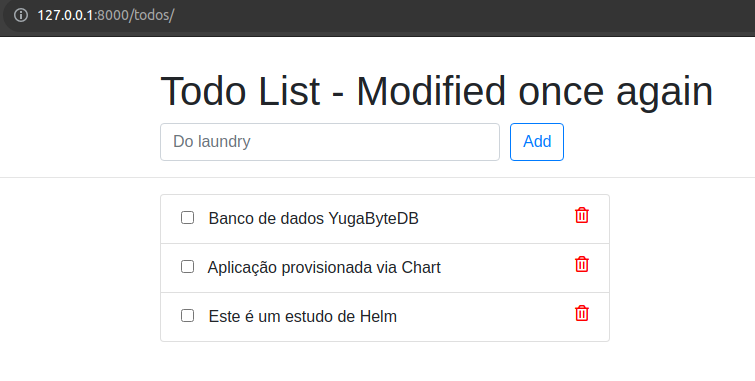 127.0.0.1:8000/todos/
Todo List - Modified once again
Do laundry Add
Banco de dados YugaByteDB
Aplicação provisionada via Chart
Este é um estudo de Helm